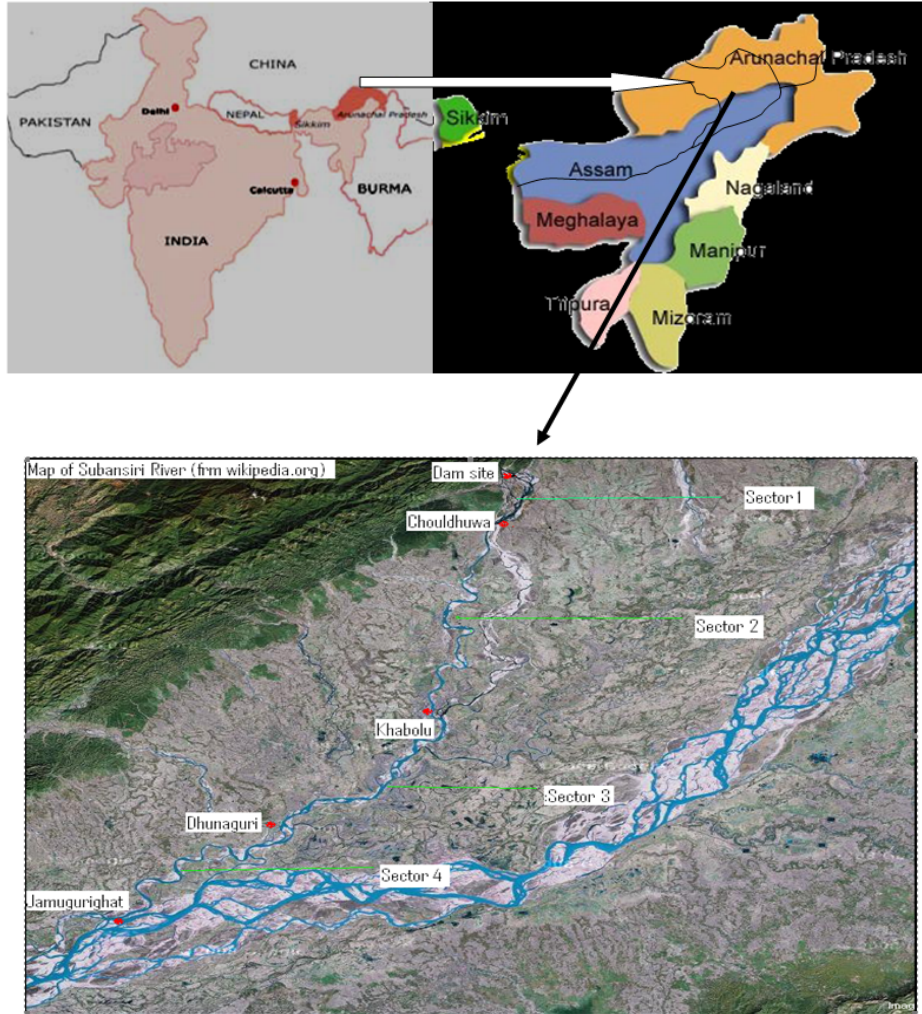 CHINA
PAKISTAN
Delhi
NEPAL
Sikkim
Arunachal Pradesh
Calcutta
BURMA
INDIA
Arunachal Pradesh
Sikkim
Assam
Nagaland
Meghalaya
Manipur
Tripura
Mizoram
Map of Subansiri River (frm wikipedia.org)
Dam site
Sector 1
Chouldhuwa
Sector 2
Khabolu
Sector 3
Dhunaguri
Sector 4
Jamugurighat